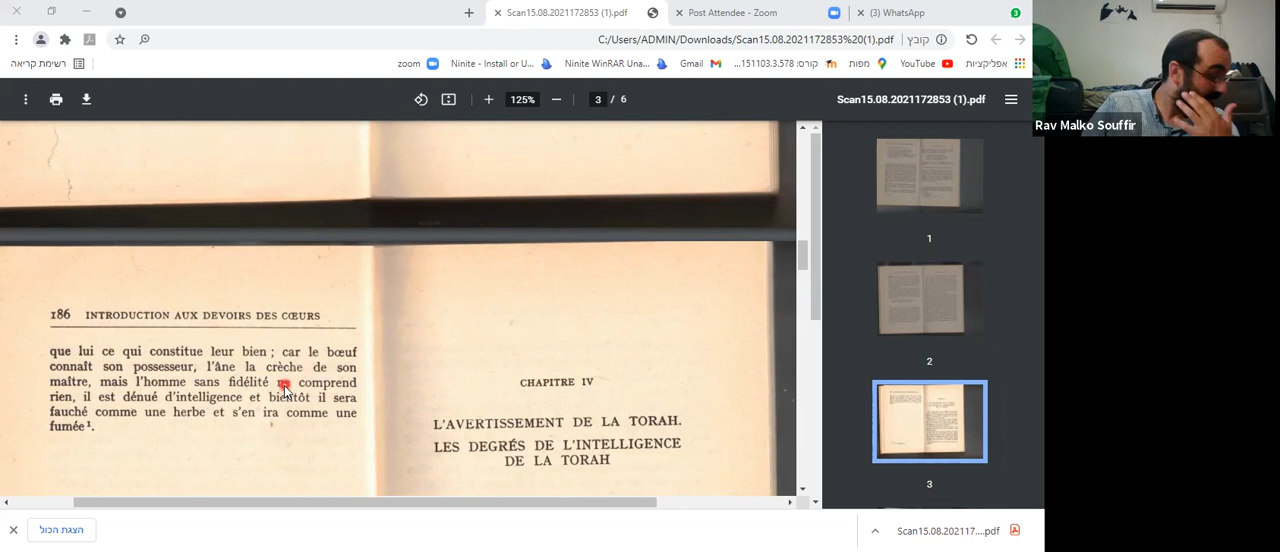 Scan15.08.2021172853 (1).pdf
Post Attendee - Zoom
(3) WhatsApp
3
C:/Users/ADMIN/Downloads/Scan15.08.2021172853%20(1).pdf
קובץ
רשימת קריאה
zoom
Ninite - Install or U...
Ninite WinRAR Una...
Gmail
קורס: 151103.3.578...
מפות
YouTube
אפליקציות
125%
3 / 6
Scan15.08.2021172853 (1).pdf
Rav Malko Souffir
186 INTRODUCTION AUX DEVOIRS DES CŒURS
que lui ce qui constitue leur bien ; car le bœuf
connaît son possesseur, l'âne la crèche de son
maître, mais l'homme sans fidélité comprend
rien, il est dénué d'intelligence et bientôt il sera
fauché comme une herbe et s'en ira comme une
fumée¹.
CHAPITRE IV
L'AVERTISSEMENT DE LA TORAH.
LES DEGRÉS DE L'INTELLIGENCE
DE LA TORAH
1
2
3
הצגת הכול
Scan15.08.202117....pdf